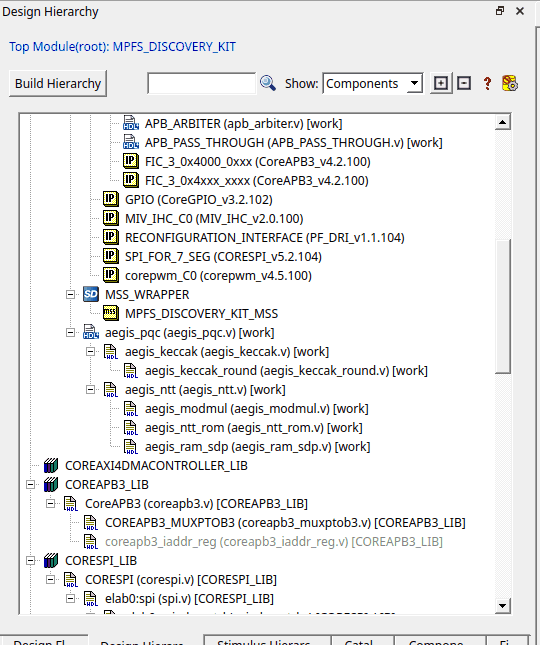 Design Hierarchy
Top Module(root): MPFS_DISCOVERY_KIT
Build Hierarchy
Show: Components
APB_ARBITER (apb_arbiter.v) [work]
APB_PASS_THROUGH (APB_PASS_THROUGH.v) [work]
FIC_3_0x4000_0xxx (CoreAPB3_v4.2.100)
FIC_3_0x4xxx_xxxx (CoreAPB3_v4.2.100)
GPIO (CoreGPIO_v3.2.102)
MIV_IHC_C0 (MIV_IHC_v2.0.100)
RECONFIGURATION_INTERFACE (PF_DRI_v1.1.104)
SPI_FOR_7_SEG (CORESPI_v5.2.104)
corepwm_C0 (corepwm_v4.5.100)
MSS_WRAPPER
MPFS_DISCOVERY_KIT_MSS
aegis_pqc (aegis_pqc.v) [work]
aegis_keccak (aegis_keccak.v) [work]
aegis_keccak_round (aegis_keccak_round.v) [work]
aegis_ntt (aegis_ntt.v) [work]
aegis_modmul (aegis_modmul.v) [work]
aegis_ntt_rom (aegis_ntt_rom.v) [work]
aegis_ram_sdp (aegis_ram_sdp.v) [work]
COREAXI4DMACONTROLLER_LIB
COREAPB3_LIB
CoreAPB3 (coreapb3.v) [COREAPB3_LIB]
COREAPB3_MUXPTOB3 (coreapb3_muxptob3.v) [COREAPB3_LIB]
coreapb3_iaddr_reg (coreapb3_iaddr_reg.v) [COREAPB3_LIB]
CORESPI_LIB
CORESPI (corespi.v) [CORESPI_LIB]
elab0:spi (spi.v) [CORESPI_LIB]